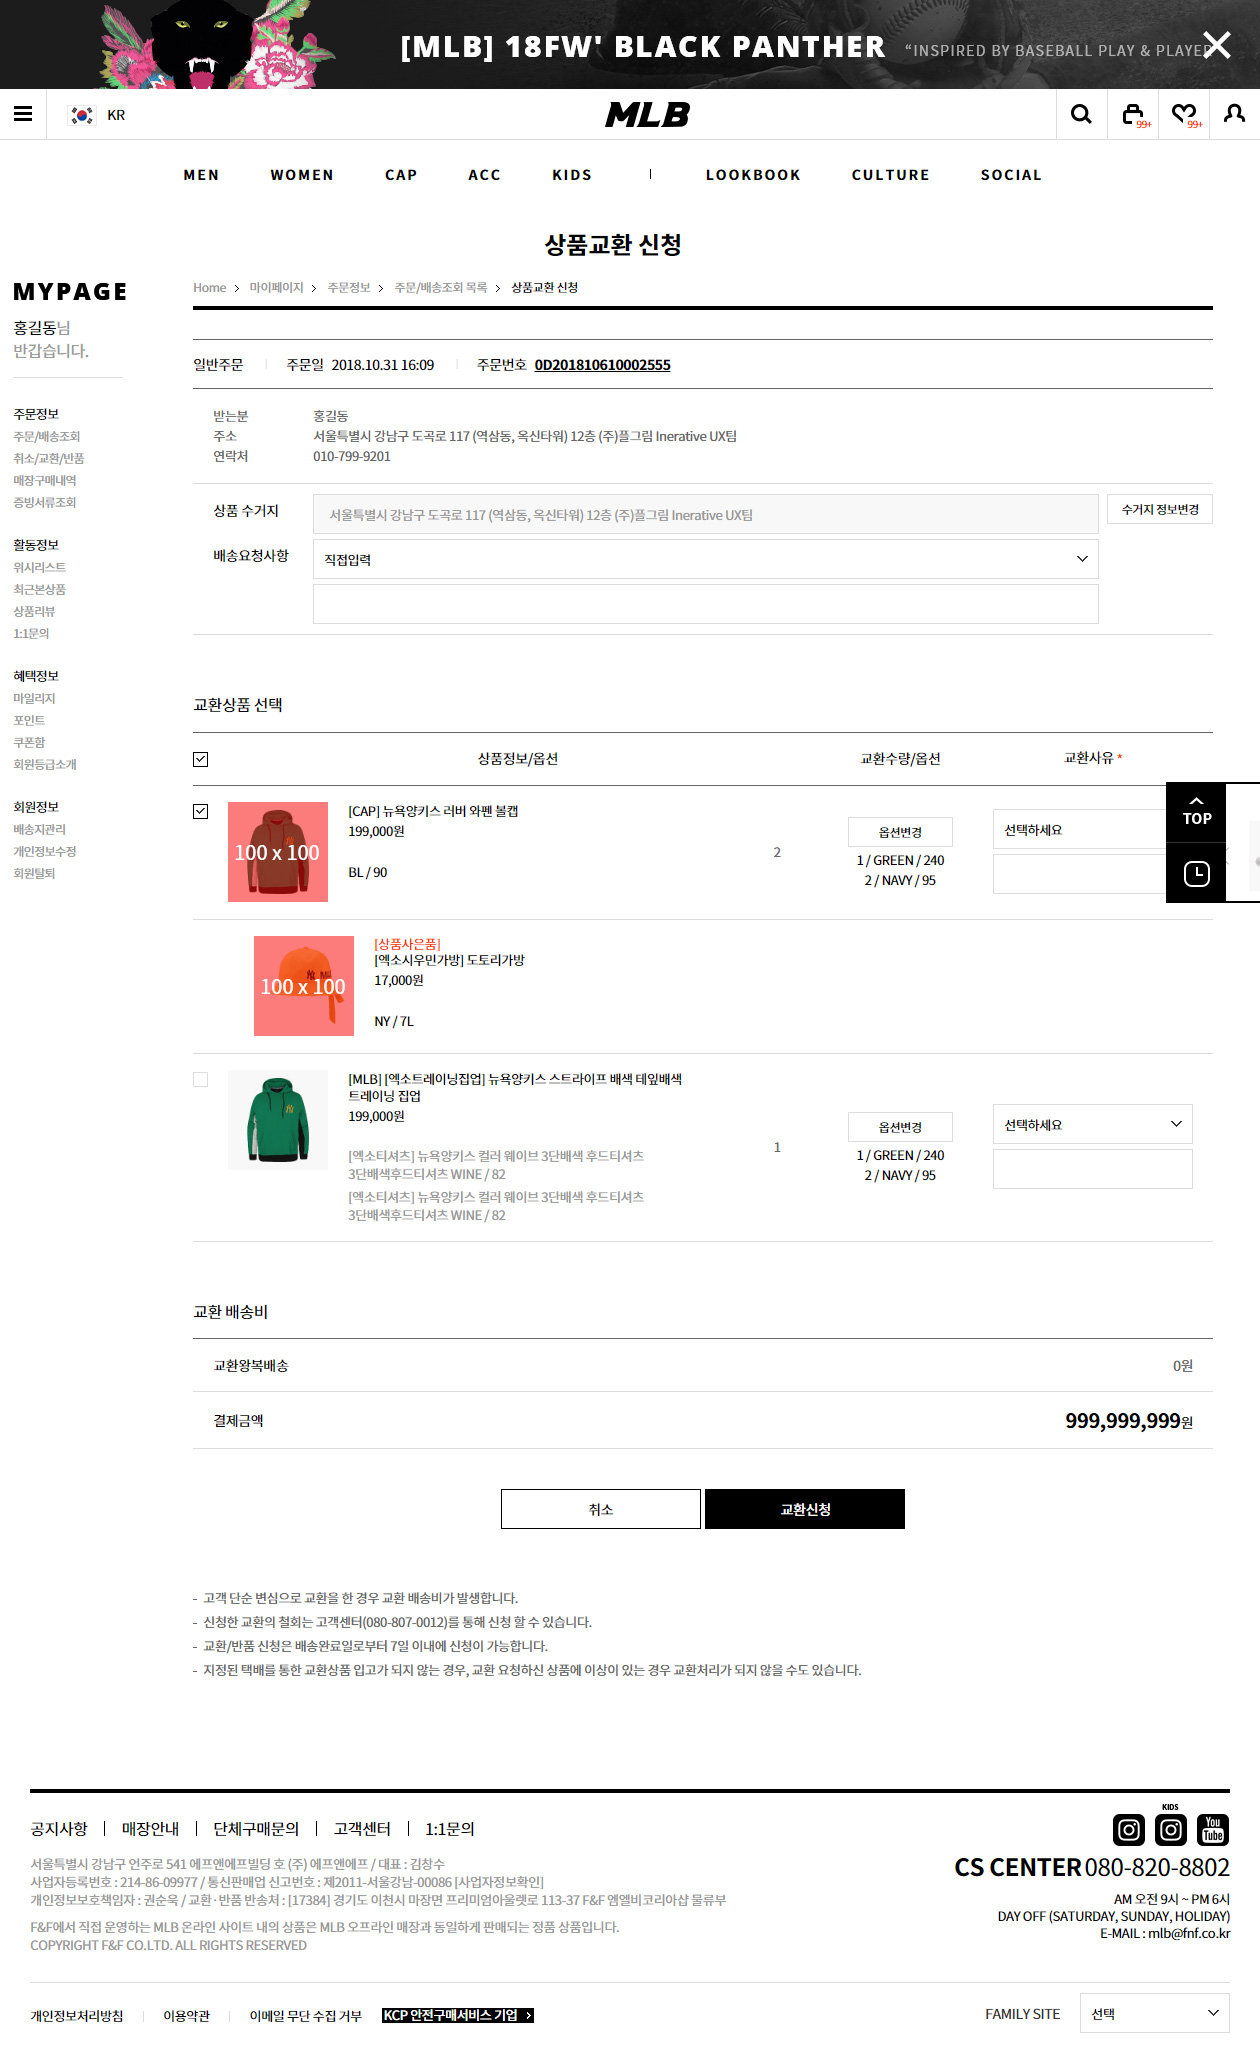 [MLB] 18FW' BLACK PANTHER “INSPIRED BY BASEBALL PLAY & PLAYER
KR
MLB
99+
99+
MEN WOMEN CAP ACC KIDS LOOKBOOK CULTURE SOCIAL
상품교환 신청
MYPAGE
홍길동님
반갑습니다.
주문정보
주문/배송조회
취소/교환/반품
매장구매내역
증빙서류조회
활동정보
위시리스트
최근본상품
상품리뷰
1:1문의
혜택정보
마일리지
포인트
쿠폰함
회원등급소개
회원정보
배송지관리
개인정보수정
회원탈퇴
Home > 마이페이지 > 주문정보 > 주문/배송조회 목록 > 상품교환 신청
일반주문 주문일 2018.10.31 16:09 주문번호 0D201810610002555
받는분 홍길동
주소 서울특별시 강남구 도곡로 117 (역삼동, 옥신타워) 12층 (주)플그림 Inerative UX팀
연락처 010-799-9201
상품 수거지 서울특별시 강남구 도곡로 117 (역삼동, 옥신타워) 12층 (주)플그림 Inerative UX팀 수거지 정보변경
배송요청사항 직접입력
교환상품 선택
상품정보/옵션 교환수량/옵션 교환사유 *
100 x 100
[CAP] 뉴욕양키스 러버 와펜 볼캡
199,000원
BL / 90
2
옵션변경
1 / GREEN / 240
2 / NAVY / 95
선택하세요
TOP
100 x 100
[상품사은품]
[엑소시우민가방] 도토리가방
17,000원
NY / 7L
[MLB] [엑소트레이닝집업] 뉴욕양키스 스트라이프 배색 테잎배색
트레이닝 집업
199,000원
[엑소티셔츠] 뉴욕양키스 컬러 웨이브 3단배색 후드티셔츠
3단배색후드티셔츠 WINE / 82
[엑소티셔츠] 뉴욕양키스 컬러 웨이브 3단배색 후드티셔츠
3단배색후드티셔츠 WINE / 82
1
옵션변경
1 / GREEN / 240
2 / NAVY / 95
선택하세요
교환 배송비
교환왕복배송 0원
결제금액 999,999,999원
취소 교환신청
- 고객 단순 변심으로 교환을 한 경우 교환 배송비가 발생합니다.
- 신청한 교환의 철회는 고객센터(080-807-0012)를 통해 신청 할 수 있습니다.
- 교환/반품 신청은 배송완료일로부터 7일 이내에 신청이 가능합니다.
- 지정된 택배를 통한 교환상품 입고가 되지 않는 경우, 교환 요청하신 상품에 이상이 있는 경우 교환처리가 되지 않을 수도 있습니다.
공지사항 매장안내 단체구매문의 고객센터 1:1문의
서울특별시 강남구 언주로 541 에프앤에프빌딩 호 (주) 에프앤에프 / 대표 : 김창수
사업자등록번호 : 214-86-09977 / 통신판매업 신고번호 : 제2011-서울강남-00086 [사업자정보확인]
개인정보보호책임자 : 권순욱 / 교환·반품 반송처 : [17384] 경기도 이천시 마장면 프리미엄아울렛로 113-37 F&F 엠엘비코리아샵 물류부
F&F에서 직접 운영하는 MLB 온라인 사이트 내의 상품은 MLB 오프라인 매장과 동일하게 판매되는 정품 상품입니다.
COPYRIGHT F&F CO.LTD. ALL RIGHTS RESERVED
KIDS
You Tube
CS CENTER 080-820-8802
AM 오전 9시 ~ PM 6시
DAY OFF (SATURDAY, SUNDAY, HOLIDAY)
E-MAIL : mlb@fnf.co.kr
개인정보처리방침 이용약관 이메일 무단 수집 거부 KCP 안전구매서비스 기업 >
FAMILY SITE 선택